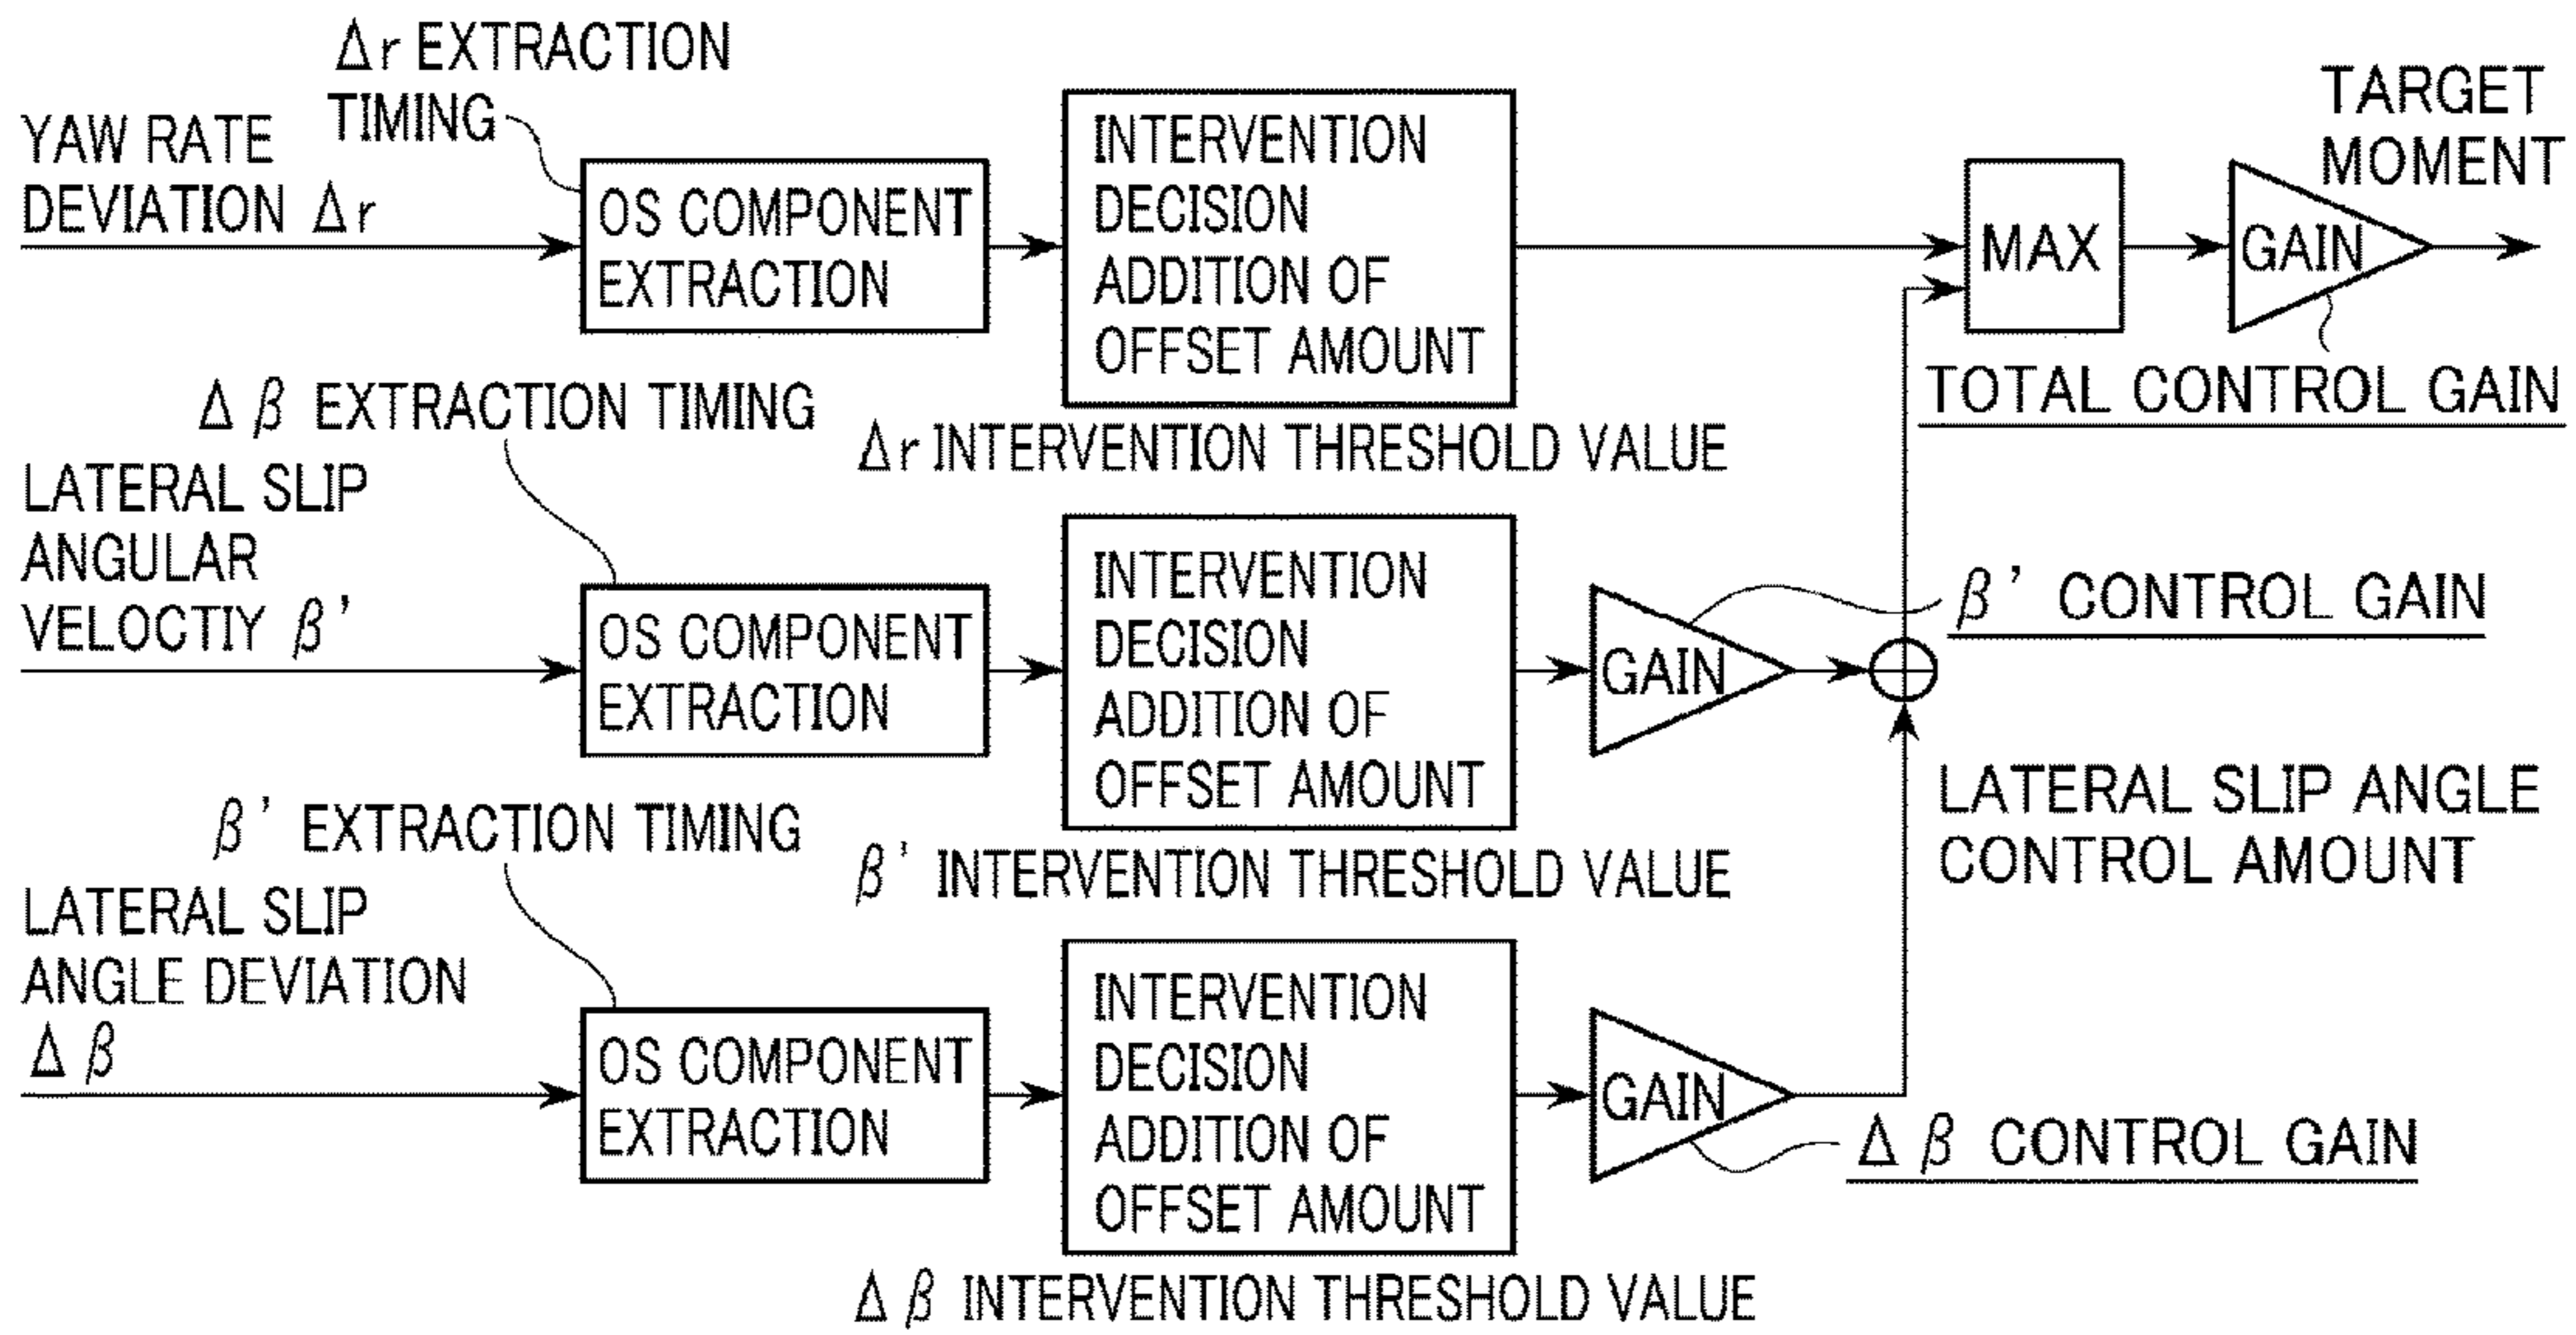 Δr EXTRACTION
TIMING
YAW RATE
DEVIATION Δr
OS COMPONENT
EXTRACTION
INTERVENTION
DECISION
ADDITION OF
OFFSET AMOUNT
Δr INTERVENTION THRESHOLD VALUE
MAX
GAIN
TARGET
MOMENT
TOTAL CONTROL GAIN
Δβ EXTRACTION TIMING
LATERAL SLIP
ANGULAR
VELOCTIY β'
OS COMPONENT
EXTRACTION
INTERVENTION
DECISION
ADDITION OF
OFFSET AMOUNT
β' INTERVENTION THRESHOLD VALUE
GAIN
β' CONTROL GAIN
LATERAL SLIP ANGLE
CONTROL AMOUNT
β' EXTRACTION TIMING
LATERAL SLIP
ANGLE DEVIATION
Δβ
OS COMPONENT
EXTRACTION
INTERVENTION
DECISION
ADDITION OF
OFFSET AMOUNT
Δβ INTERVENTION THRESHOLD VALUE
GAIN
Δβ CONTROL GAIN